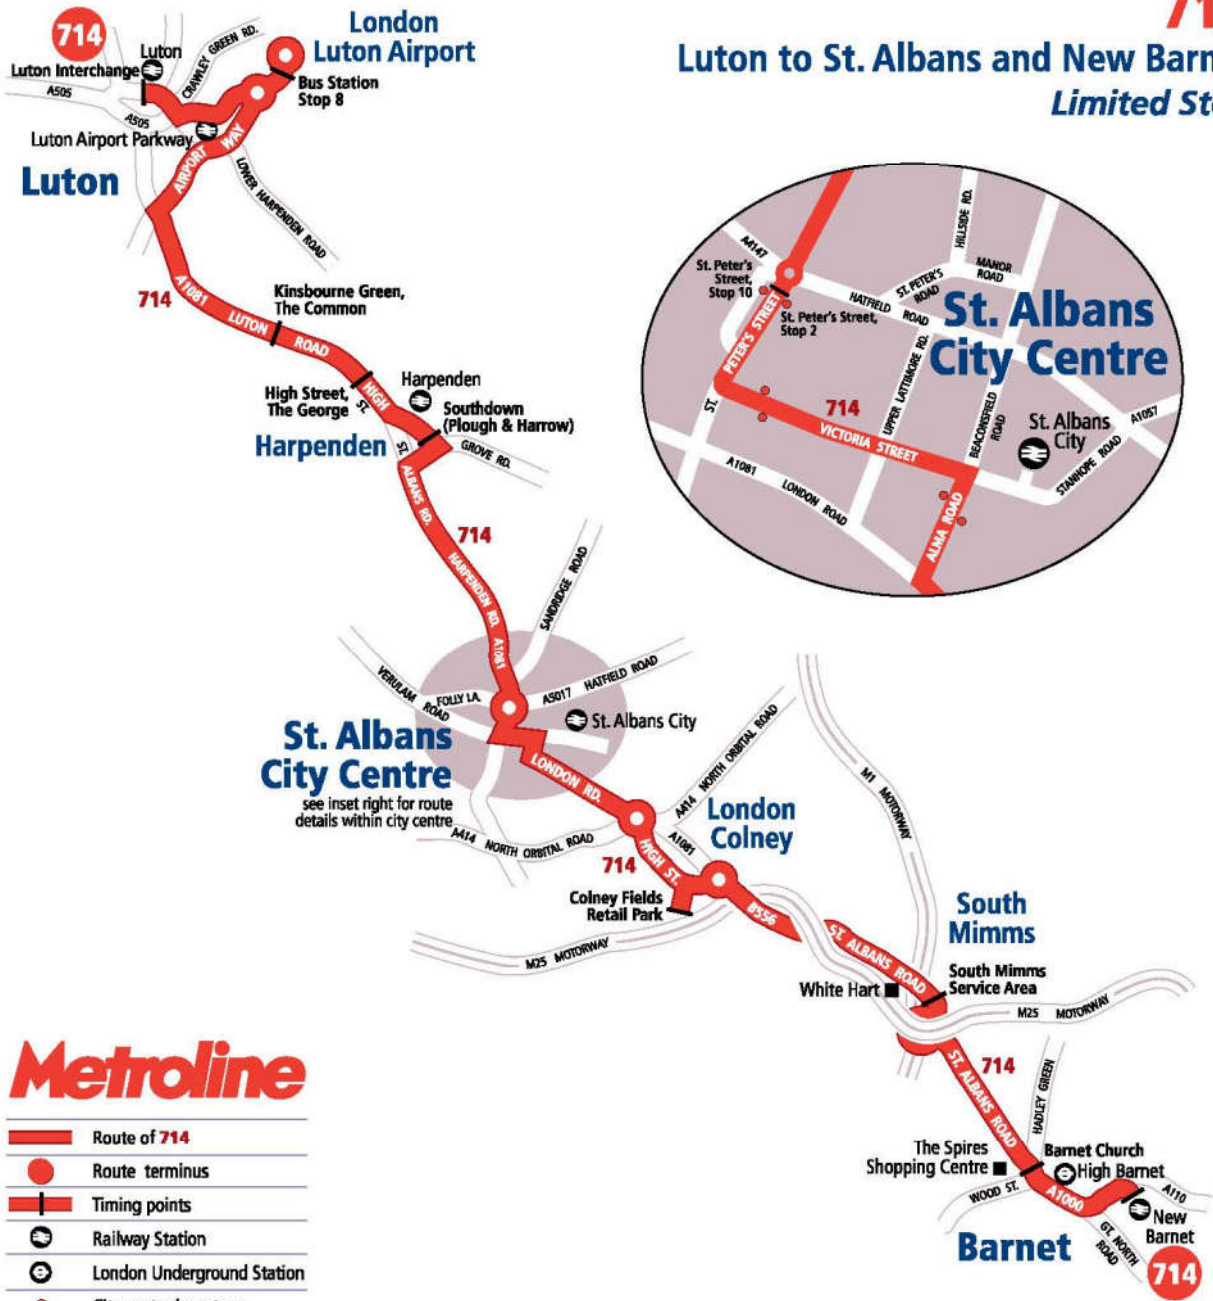 714
London
Luton Airport
Luton
Luton Interchange
CRAWLEY GREEN RD.
A505
A505
Bus Station
Stop 8
Luton Airport Parkway
AIRPORT WAY
LOWER HARPENDEN ROAD
Luton
Luton to St. Albans and New Barn
Limited St
714
A1081 LUTON ROAD
Kinsbourne Green,
The Common
High Street,
The George
HIGH
ST.
Harpenden
Southdown
(Plough & Harrow)
Harpenden
GROVE RD.
ST.
ALBANS RD.
714
HARPENDEN RD.
A1081
SANDRIDGE ROAD
VERULAM
ROAD
FOLLY LA.
A5017 HATFIELD ROAD
St. Albans City
St. Albans
City Centre
see inset right for route
details within city centre
LONDON RD.
A414 NORTH ORBITAL ROAD
A414 NORTH ORBITAL ROAD
A1081
London
Colney
714
HIGH ST.
Colney Fields
Retail Park
B556
M25 MOTORWAY
M1 MOTORWAY
ST. ALBANS ROAD
South
Mimms
South Mimms
Service Area
White Hart
M25 MOTORWAY
714
ST. ALBANS ROAD
HADLEY GREEN
The Spires
Shopping Centre
Barnet Church
High Barnet
WOOD ST.
A1000
A110
New
Barnet
GT. NORTH
ROAD
Barnet
714
A4147
St. Peter's
Street,
Stop 10
HILLSIDE RD.
MANOR
ROAD
ST. PETER'S
ROAD
HATFIELD ROAD
St. Peter's Street,
Stop 2
St. Albans
City Centre
PETER'S STREET
ST.
714
VICTORIA STREET
UPPER LATTIMORE RD.
BEACONSFIELD
ROAD
St. Albans
City
A1057
STANHOPE ROAD
A1081 LONDON ROAD
ALMA ROAD
Metroline
Route of 714
Route terminus
Timing points
Railway Station
London Underground Station